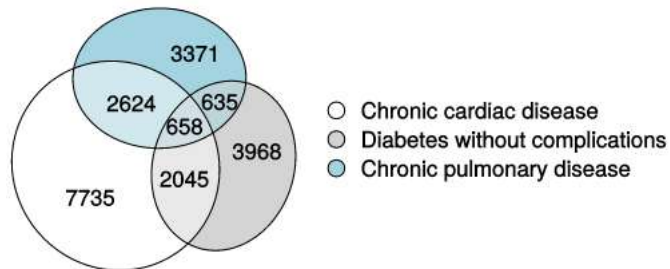 3371
2624
635
658
3968
2045
7735
Chronic cardiac disease
Diabetes without complications
Chronic pulmonary disease